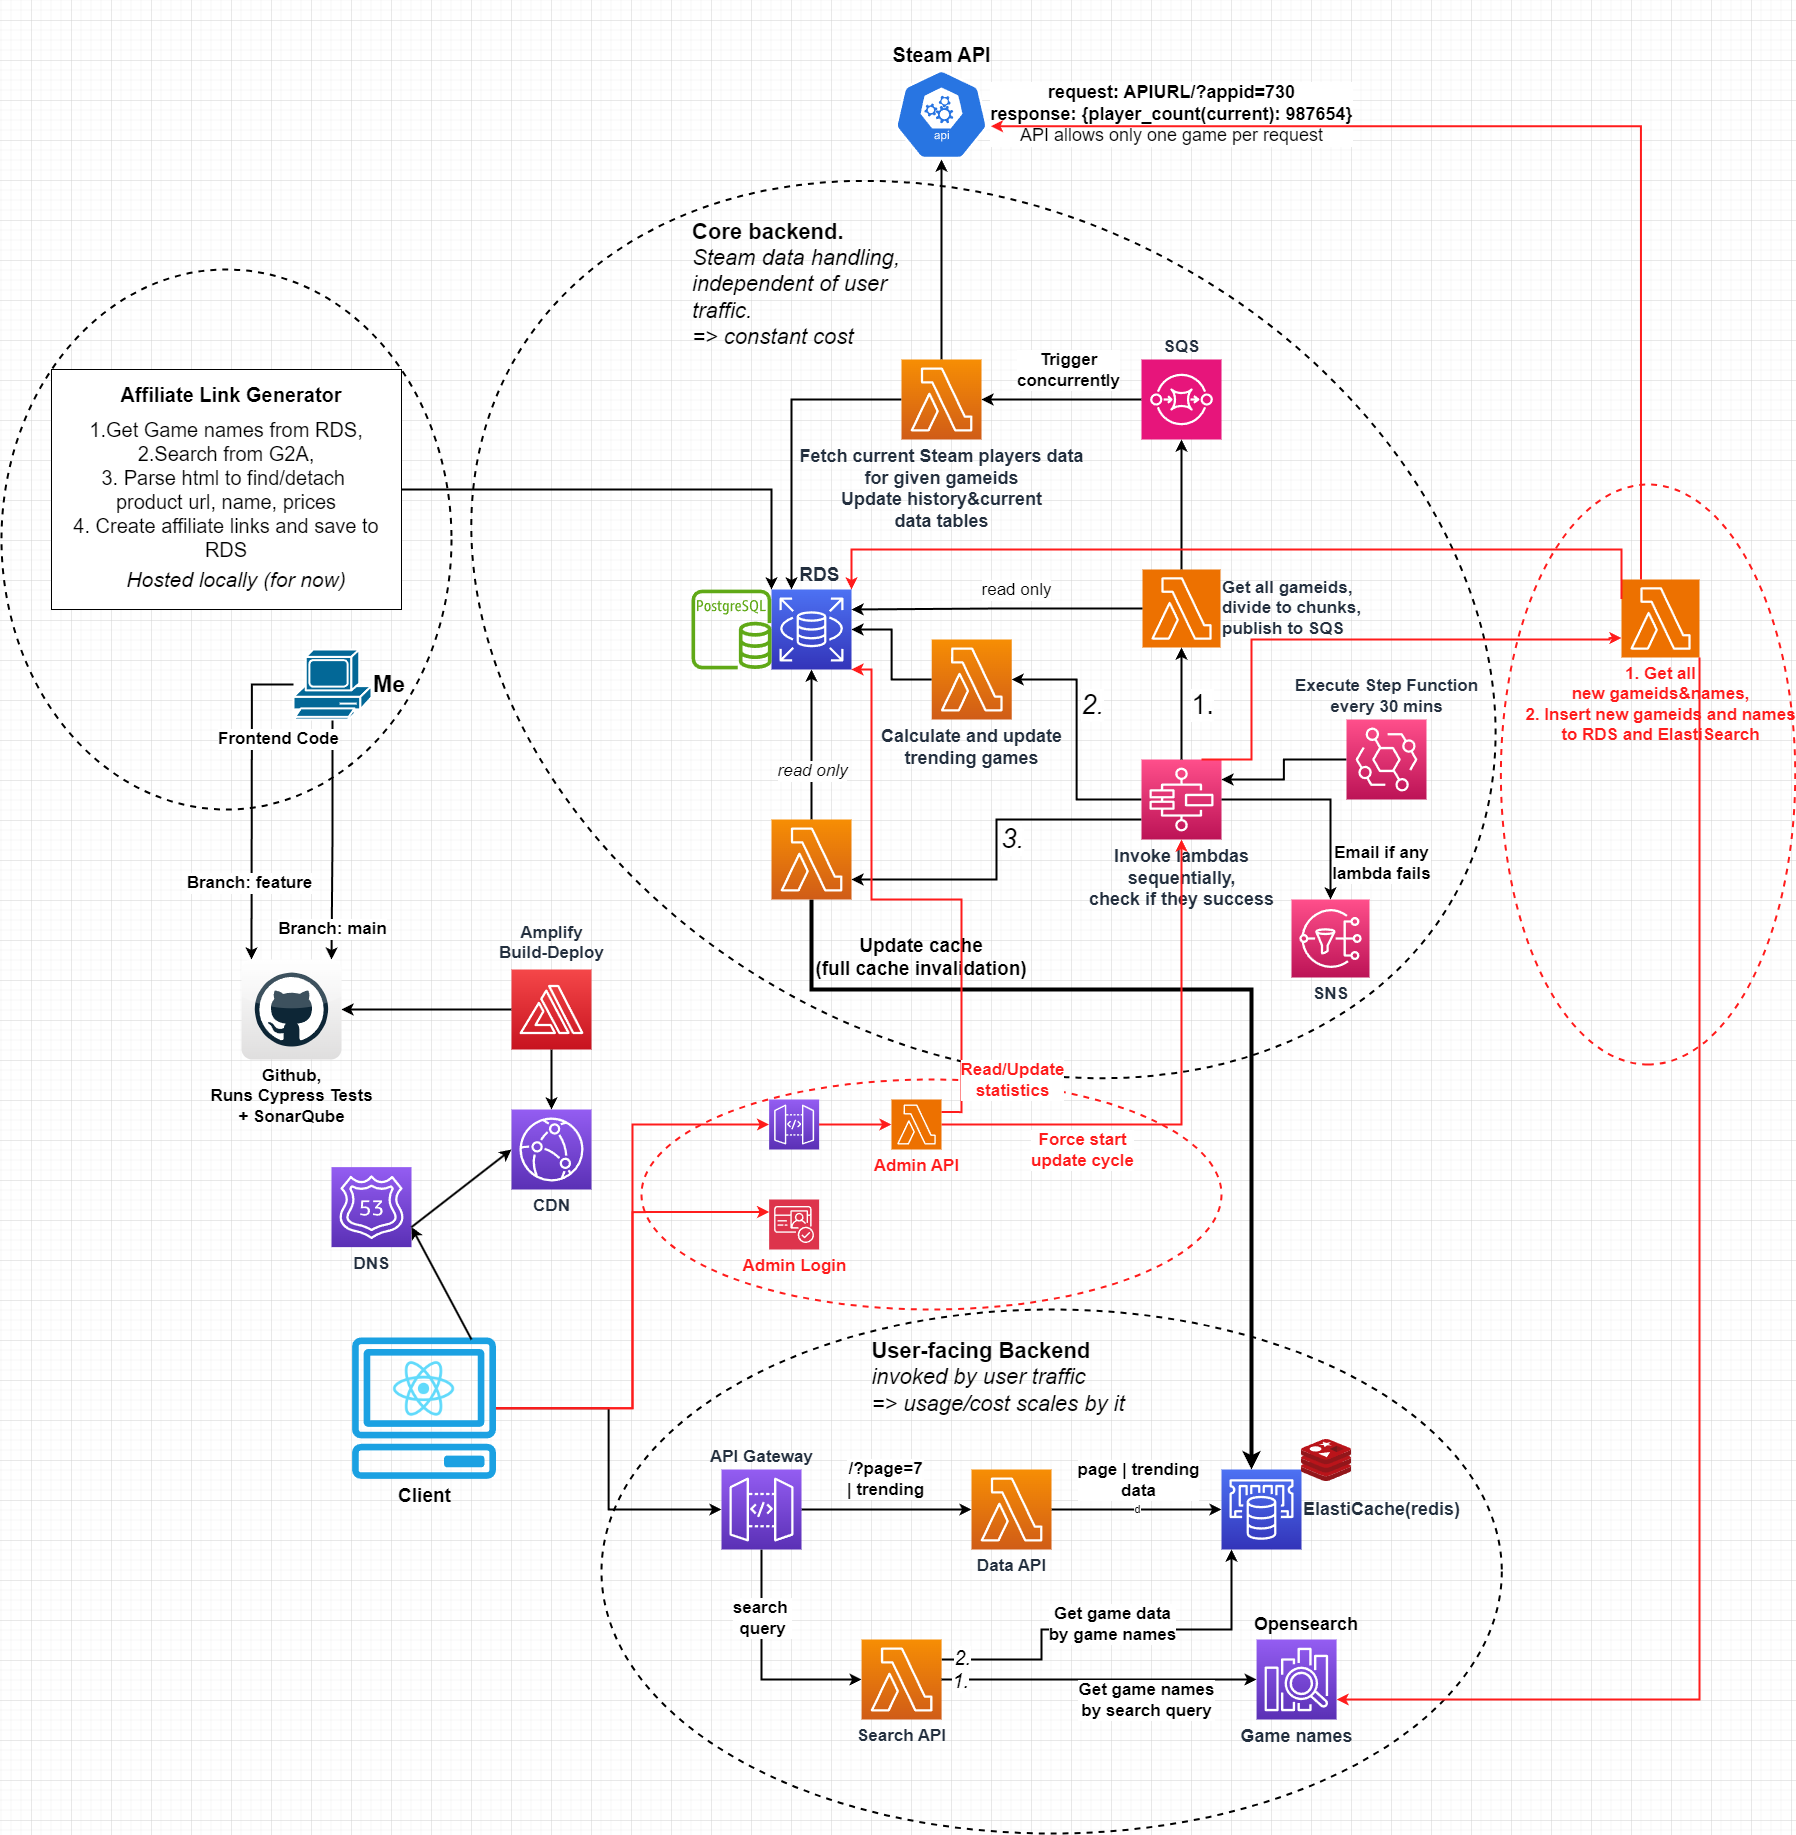 Steam API
api
request: APIURL/?appid=730
response: {player_count(current): 987654}
API allows only one game per request
Core backend.
Steam data handling,
independent of user
traffic.
=> constant cost
Affiliate Link Generator
1.Get Game names from RDS,
2.Search from G2A,
3. Parse html to find/detach
product url, name, prices
4. Create affiliate links and save to
RDS
Hosted locally (for now)
SQS
Trigger
concurrently
Fetch current Steam players data
for given gameids
Update history&current
data tables
RDS
PostgreSQL
read only
Get all gameids,
divide to chunks,
publish to SQS
Calculate and update
trending games
1.
2.
3.
Execute Step Function
every 30 mins
1. Get all
new gameids&names,
2. Insert new gameids and names
to RDS and ElastiSearch
Me
Frontend Code
read only
Invoke lambdas
sequentially,
check if they success
Email if any
lambda fails
SNS
Branch: feature
Branch: main
Amplify
Build-Deploy
Update cache
(full cache invalidation)
Github,
Runs Cypress Tests
+ SonarQube
Read/Update
statistics
Admin API
Force start
update cycle
CDN
53
DNS
Admin Login
User-facing Backend
invoked by user traffic
=> usage/cost scales by it
Client
API Gateway
</>
</>
/?page=7
| trending
Data API
page | trending
data
d
ElastiCache(redis)
search
query
Search API
2.
1.
Get game data
by game names
Get game names
by search query
Opensearch
Game names